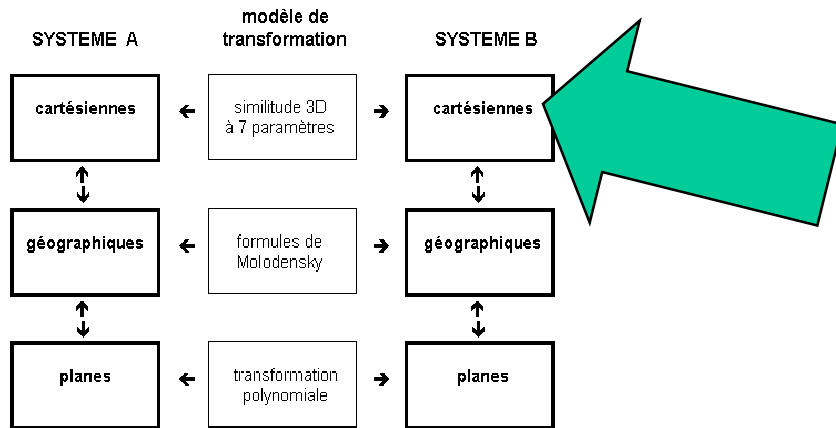 SYSTEME A
modèle de
transformation
SYSTEME B
cartésiennes
similitude 3D
à 7 paramètres
cartésiennes
géographiques
formules de
Molodensky
géographiques
planes
transformation
polynomiale
planes